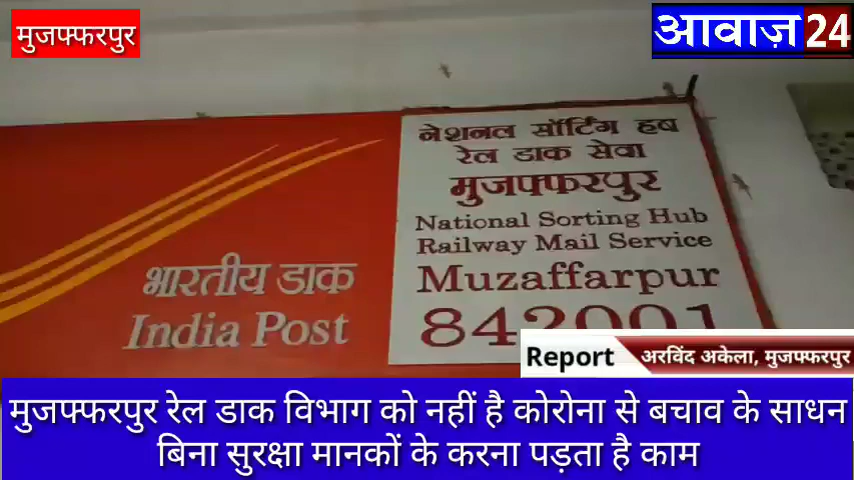 मुजफ्फरपुर
आवाज़ 24
नेशनल सॉर्टिंग हब
रेल डाक सेवा
मुजफ्फरपुर
National Sorting Hub
Railway Mail Service
Muzaffarpur
842001
भारतीय डाक
India Post
Report अरविंद अकेला, मुजफ्फरपुर
मुजफ्फरपुर रेल डाक विभाग को नहीं है कोरोना से बचाव के साधन
बिना सुरक्षा मानकों के करना पड़ता है काम